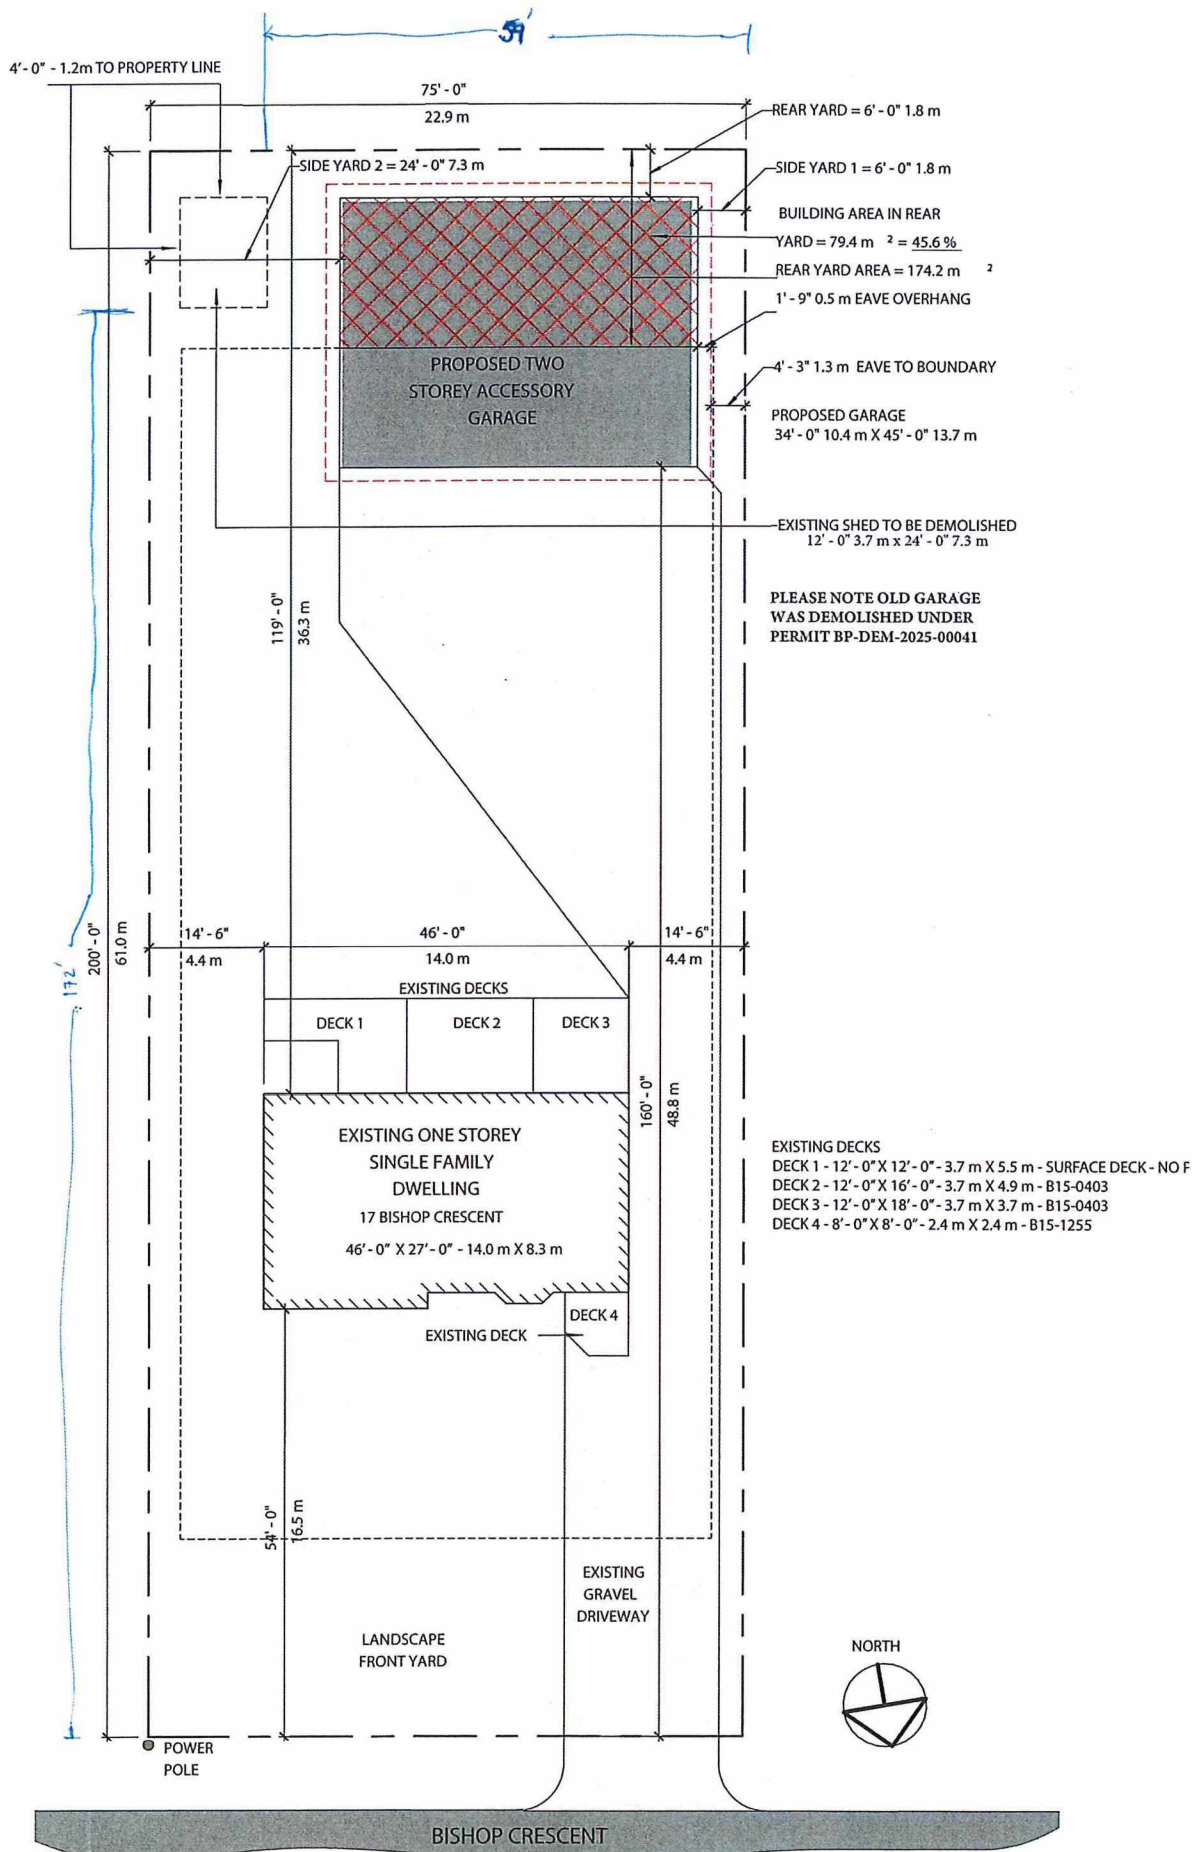 59'
4'-0" - 1.2m TO PROPERTY LINE
75'-0"
22.9 m
REAR YARD = 6'-0" 1.8 m
SIDE YARD 2 = 24'-0" 7.3 m
SIDE YARD 1 = 6'-0" 1.8 m
BUILDING AREA IN REAR
YARD = 79.4 m ² = 45.6 %
REAR YARD AREA = 174.2 m ²
1'-9" 0.5 m EAVE OVERHANG
PROPOSED TWO
STOREY ACCESSORY
GARAGE
4'-3" 1.3 m EAVE TO BOUNDARY
PROPOSED GARAGE
34'-0" 10.4 m X 45'-0" 13.7 m
EXISTING SHED TO BE DEMOLISHED
12'-0" 3.7 m x 24'-0" 7.3 m
PLEASE NOTE OLD GARAGE
WAS DEMOLISHED UNDER
PERMIT BP-DEM-2025-00041
119'-0"
36.3 m
172'
200'-0"
61.0 m
14'-6"
4.4 m
46'-0"
14.0 m
14'-6"
4.4 m
EXISTING DECKS
DECK 1
DECK 2
DECK 3
160'-0"
48.8 m
EXISTING ONE STOREY
SINGLE FAMILY
DWELLING
17 BISHOP CRESCENT
46'-0" X 27'-0" - 14.0 m X 8.3 m
EXISTING DECKS
DECK 1 - 12'-0" X 12'-0" - 3.7 m X 5.5 m - SURFACE DECK - NO F
DECK 2 - 12'-0" X 16'-0" - 3.7 m X 4.9 m - B15-0403
DECK 3 - 12'-0" X 18'-0" - 3.7 m X 3.7 m - B15-0403
DECK 4 - 8'-0" X 8'-0" - 2.4 m X 2.4 m - B15-1255
DECK 4
EXISTING DECK
54'-0"
16.5 m
EXISTING
GRAVEL
DRIVEWAY
LANDSCAPE
FRONT YARD
NORTH
POWER
POLE
BISHOP CRESCENT